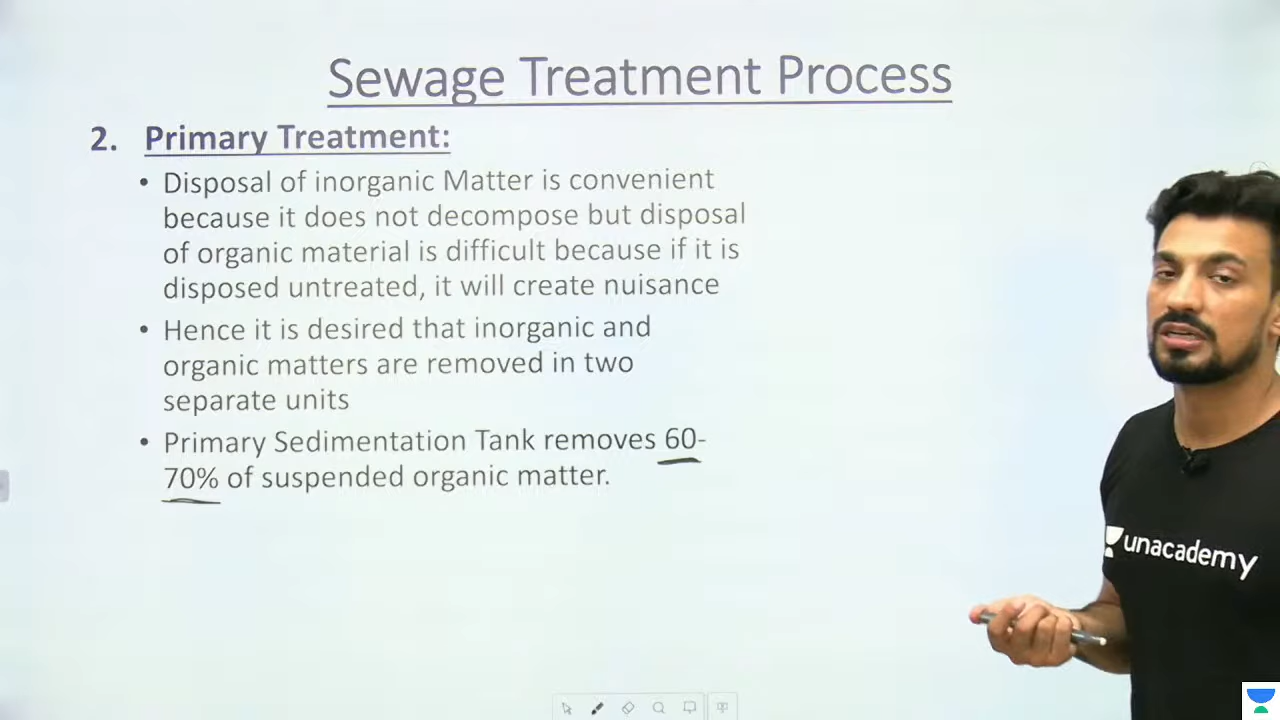 Sewage Treatment Process
2. Primary Treatment:
• Disposal of inorganic Matter is convenient
because it does not decompose but disposal
of organic material is difficult because if it is
disposed untreated, it will create nuisance
• Hence it is desired that inorganic and
organic matters are removed in two
separate units
• Primary Sedimentation Tank removes 60-
70% of suspended organic matter.
unacademy